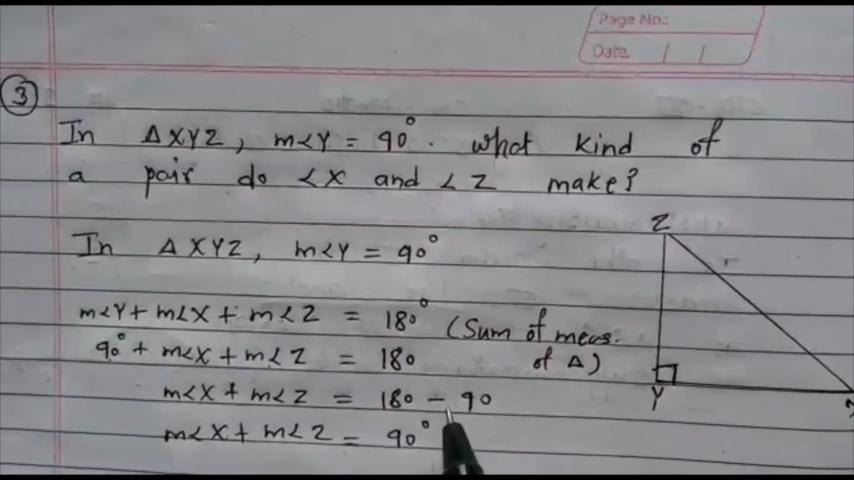 Page No.:
Date
3
In ΔXYZ, m<Y = 90°. what kind of
a pair do <X and <Z make?
In ΔXYZ, m<Y = 90°
m<Y + m<X + m<Z = 180° (Sum of meas.
90° + m<X + m<Z = 180 of Δ)
m<X + m<Z = 180 - 90
m<X + m<Z = 90°
Z
Y